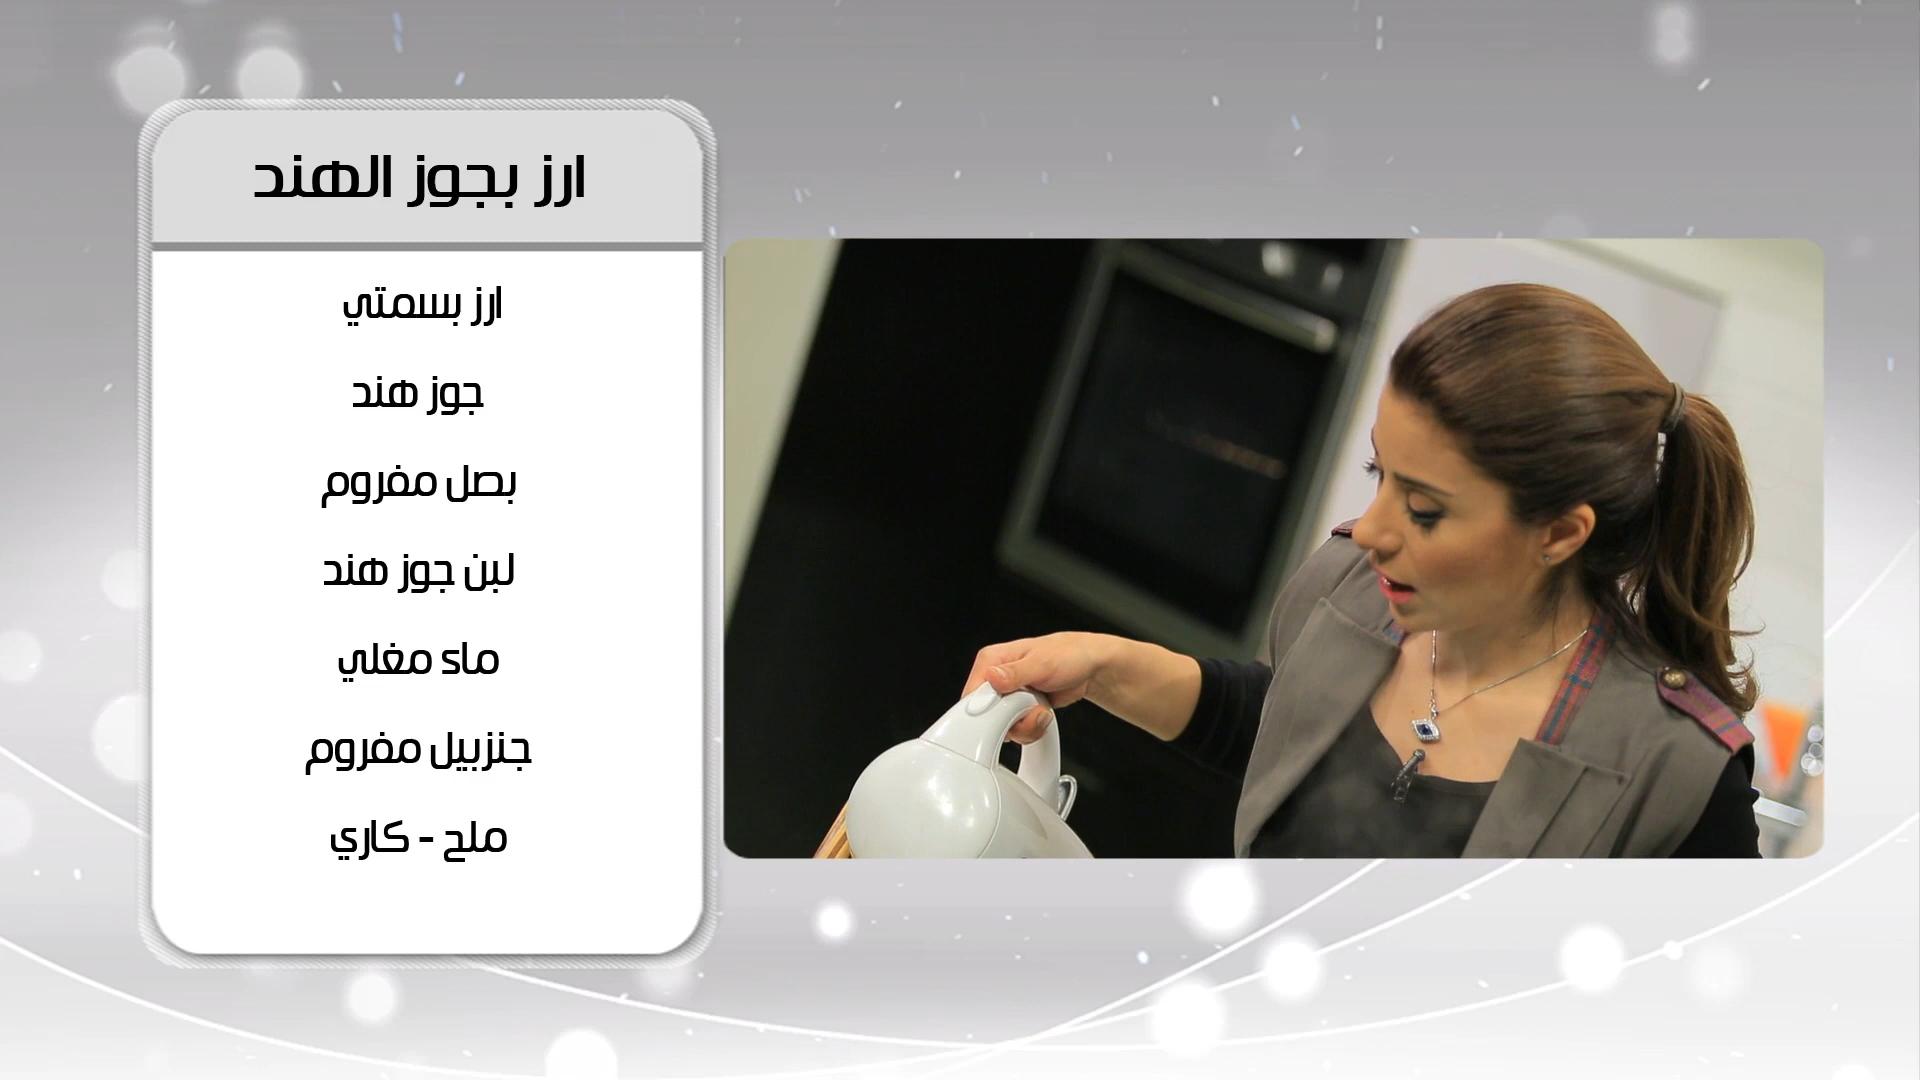 ارز بجوز الهند
ارز بسمتي
جوز هند
بصل مفروم
لبن جوز هند
ماء مغلي
جنزبيل مفروم
ملح - كاري